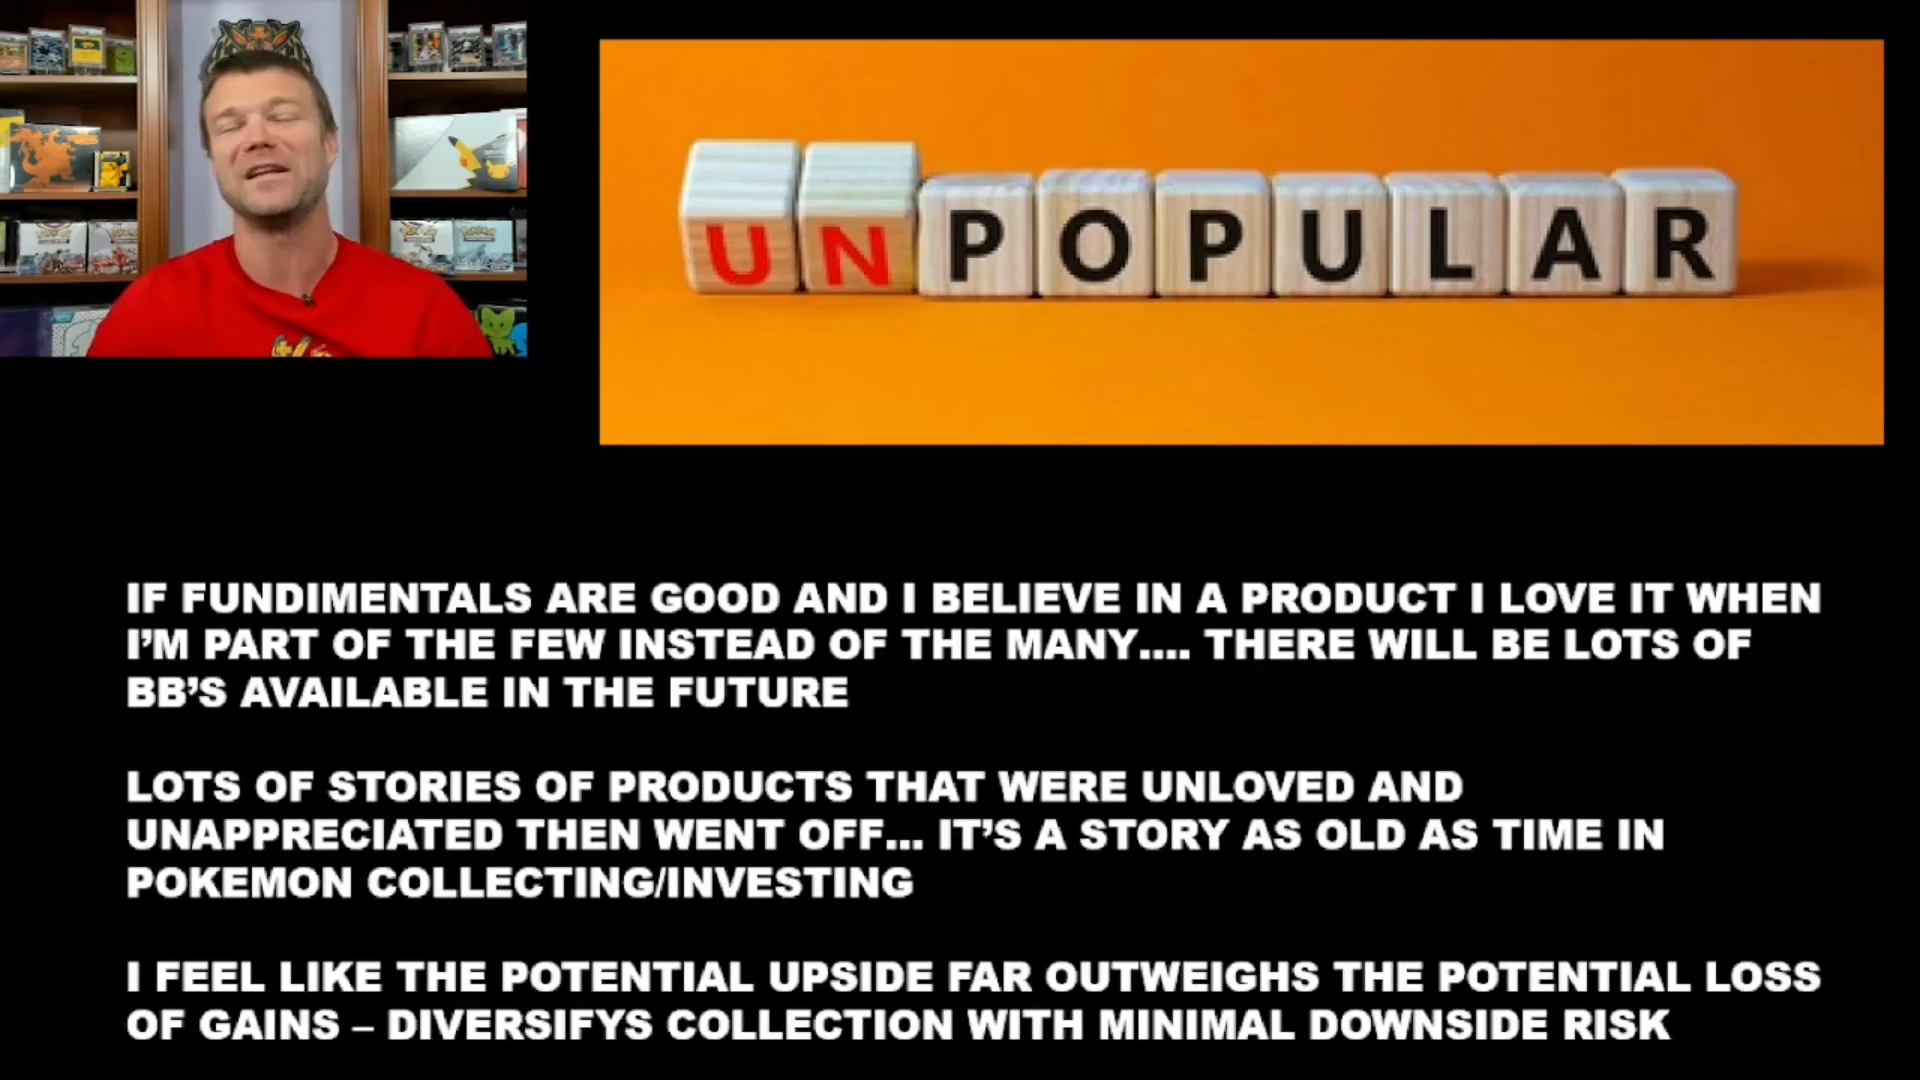 UNPOPULAR
IF FUNDIMENTALS ARE GOOD AND I BELIEVE IN A PRODUCT I LOVE IT WHEN
I'M PART OF THE FEW INSTEAD OF THE MANY.... THERE WILL BE LOTS OF
BB'S AVAILABLE IN THE FUTURE
LOTS OF STORIES OF PRODUCTS THAT WERE UNLOVED AND
UNAPPRECIATED THEN WENT OFF... IT'S A STORY AS OLD AS TIME IN
POKEMON COLLECTING/INVESTING
I FEEL LIKE THE POTENTIAL UPSIDE FAR OUTWEIGHS THE POTENTIAL LOSS
OF GAINS – DIVERSIFYS COLLECTION WITH MINIMAL DOWNSIDE RISK